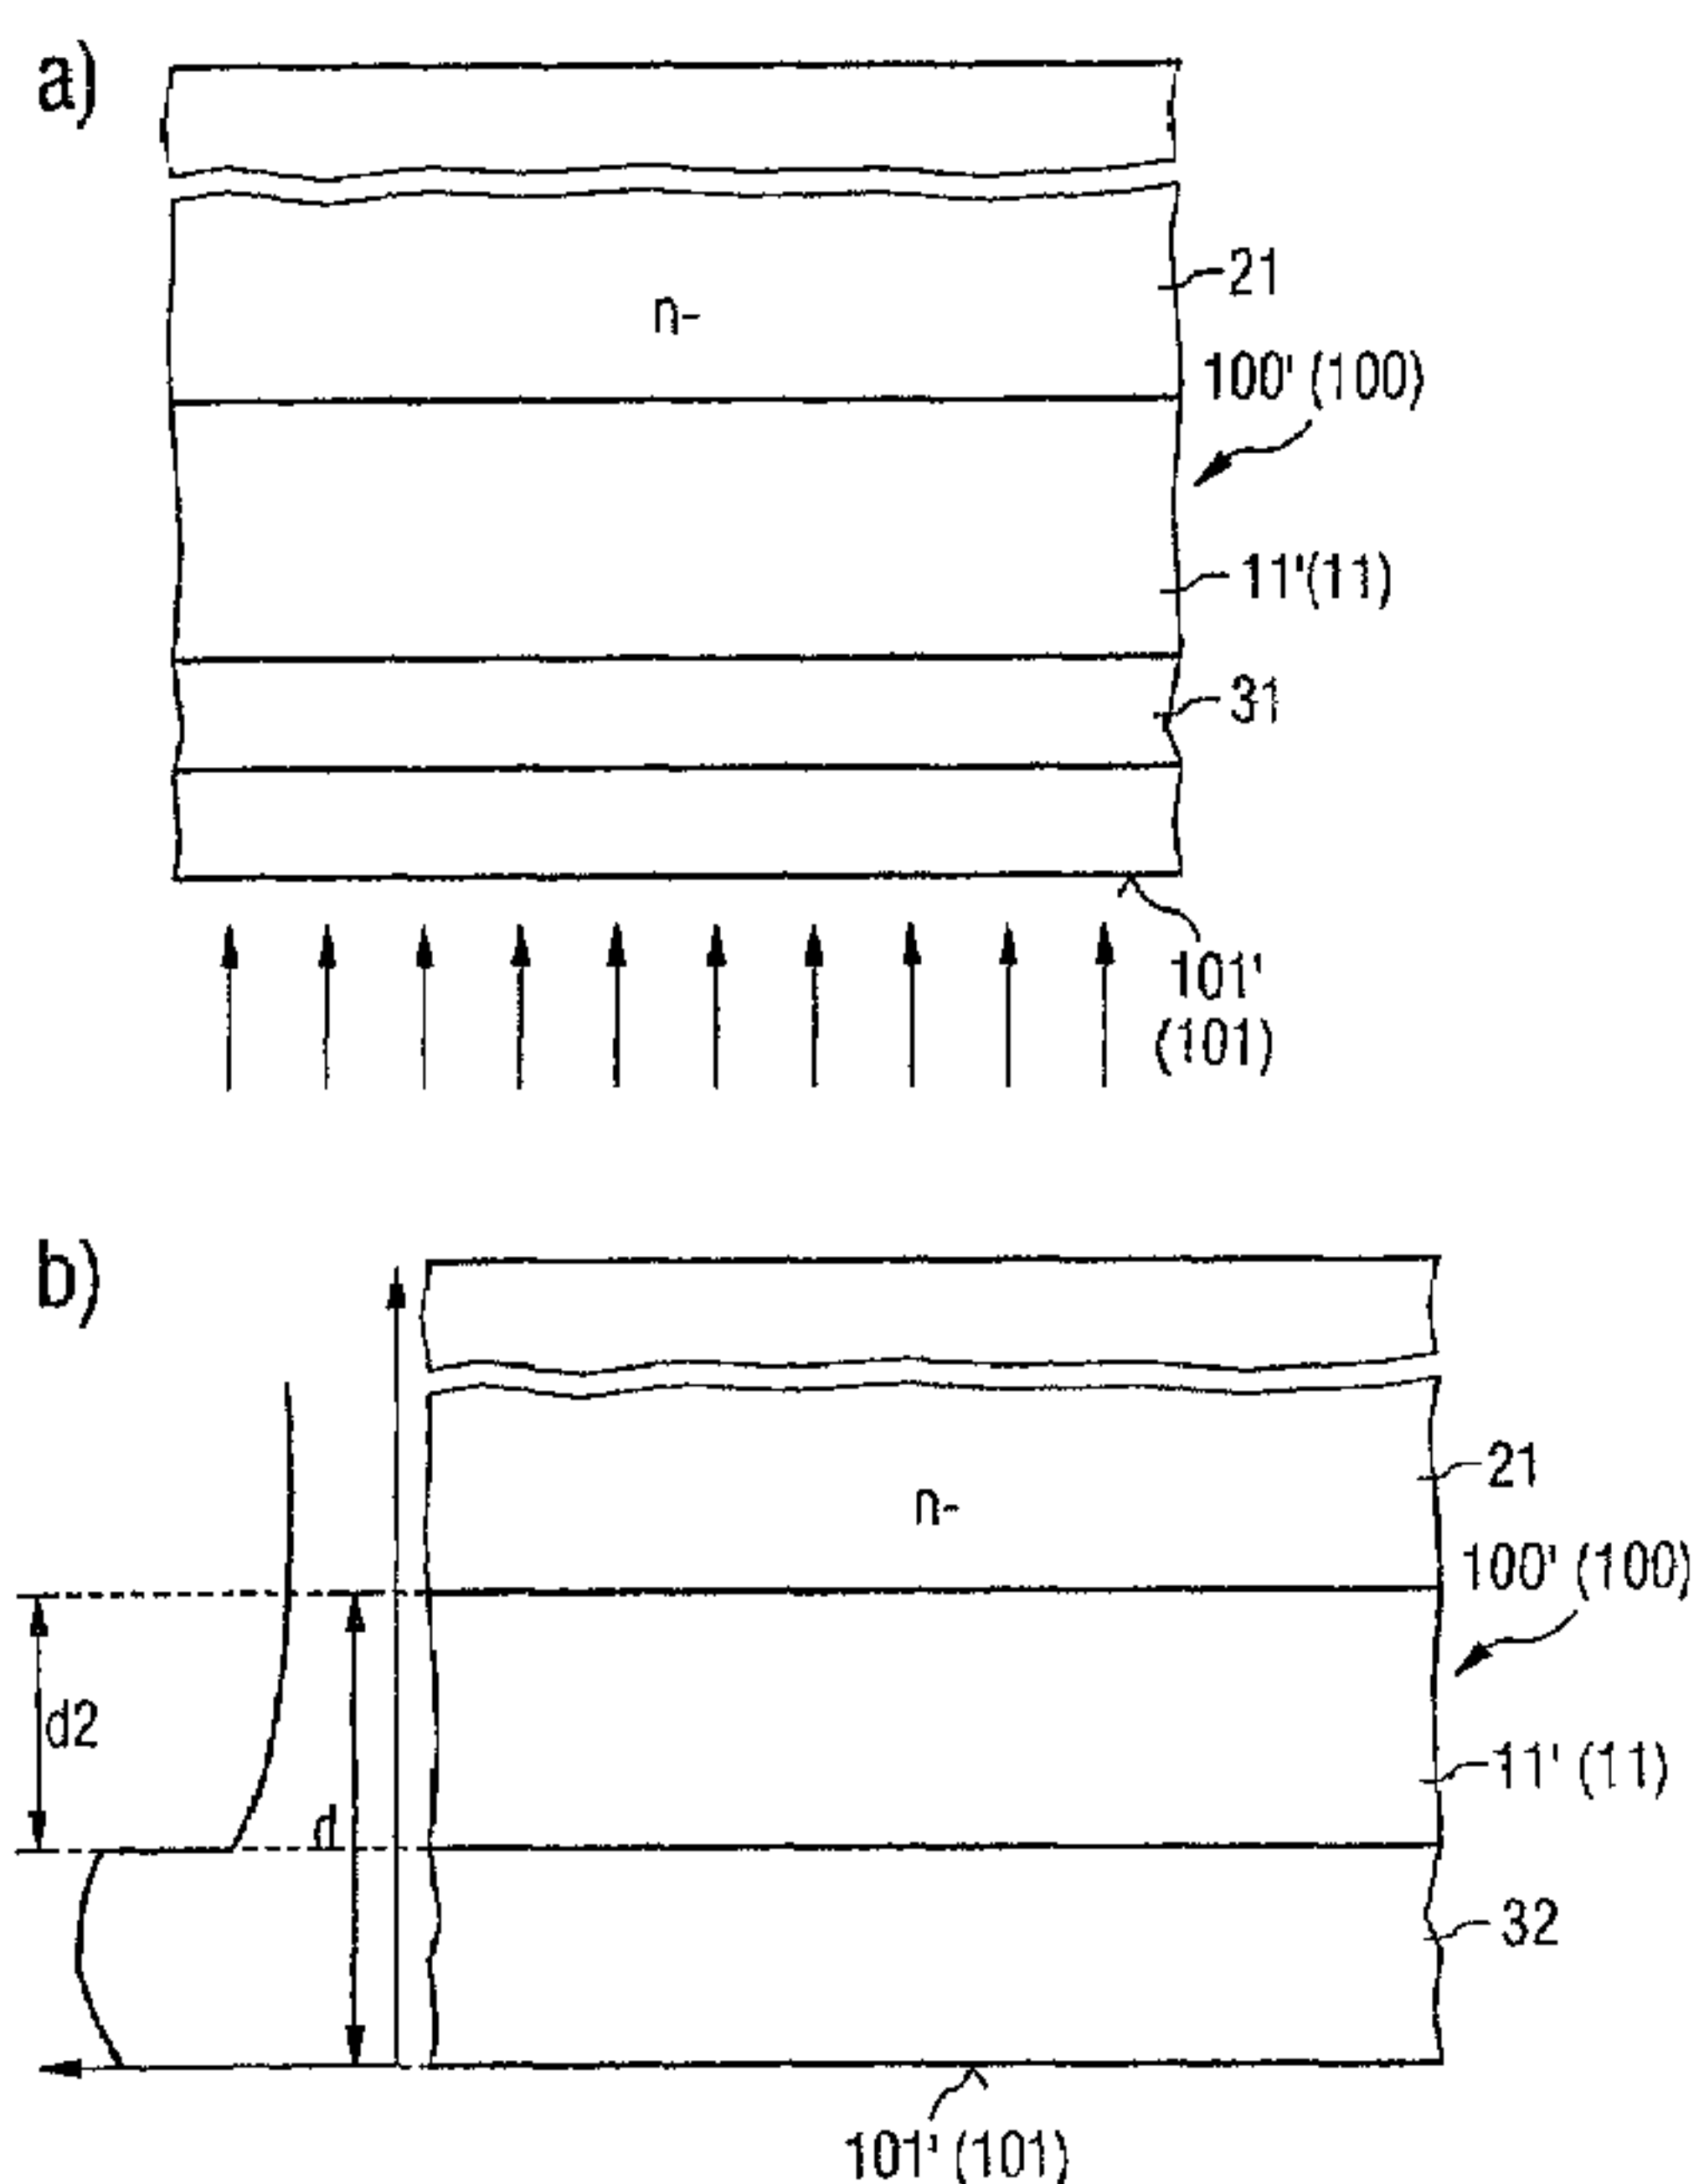 a)
21
n-
100' (100)
11'(11)
31
101'
(101)
b)
21
n-
100' (100)
d2
11' (11)
d
32
101' (101)